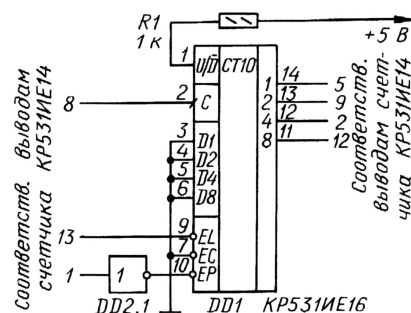 R1
1 к
+5 В
1 U/D̅ CT10
14 5
2 13 9
4 12 2
8 11 12
8 2 C
3 D1
4 D2
5 D4
6 D8
13 9 EL
7 EC
1 1 10 EP
DD2.1 DD1 КР531ИЕ16
Соответств. выводам
счетчика КР531ИЕ14
Соответств.
выводам счет-
чика КР531ИЕ14